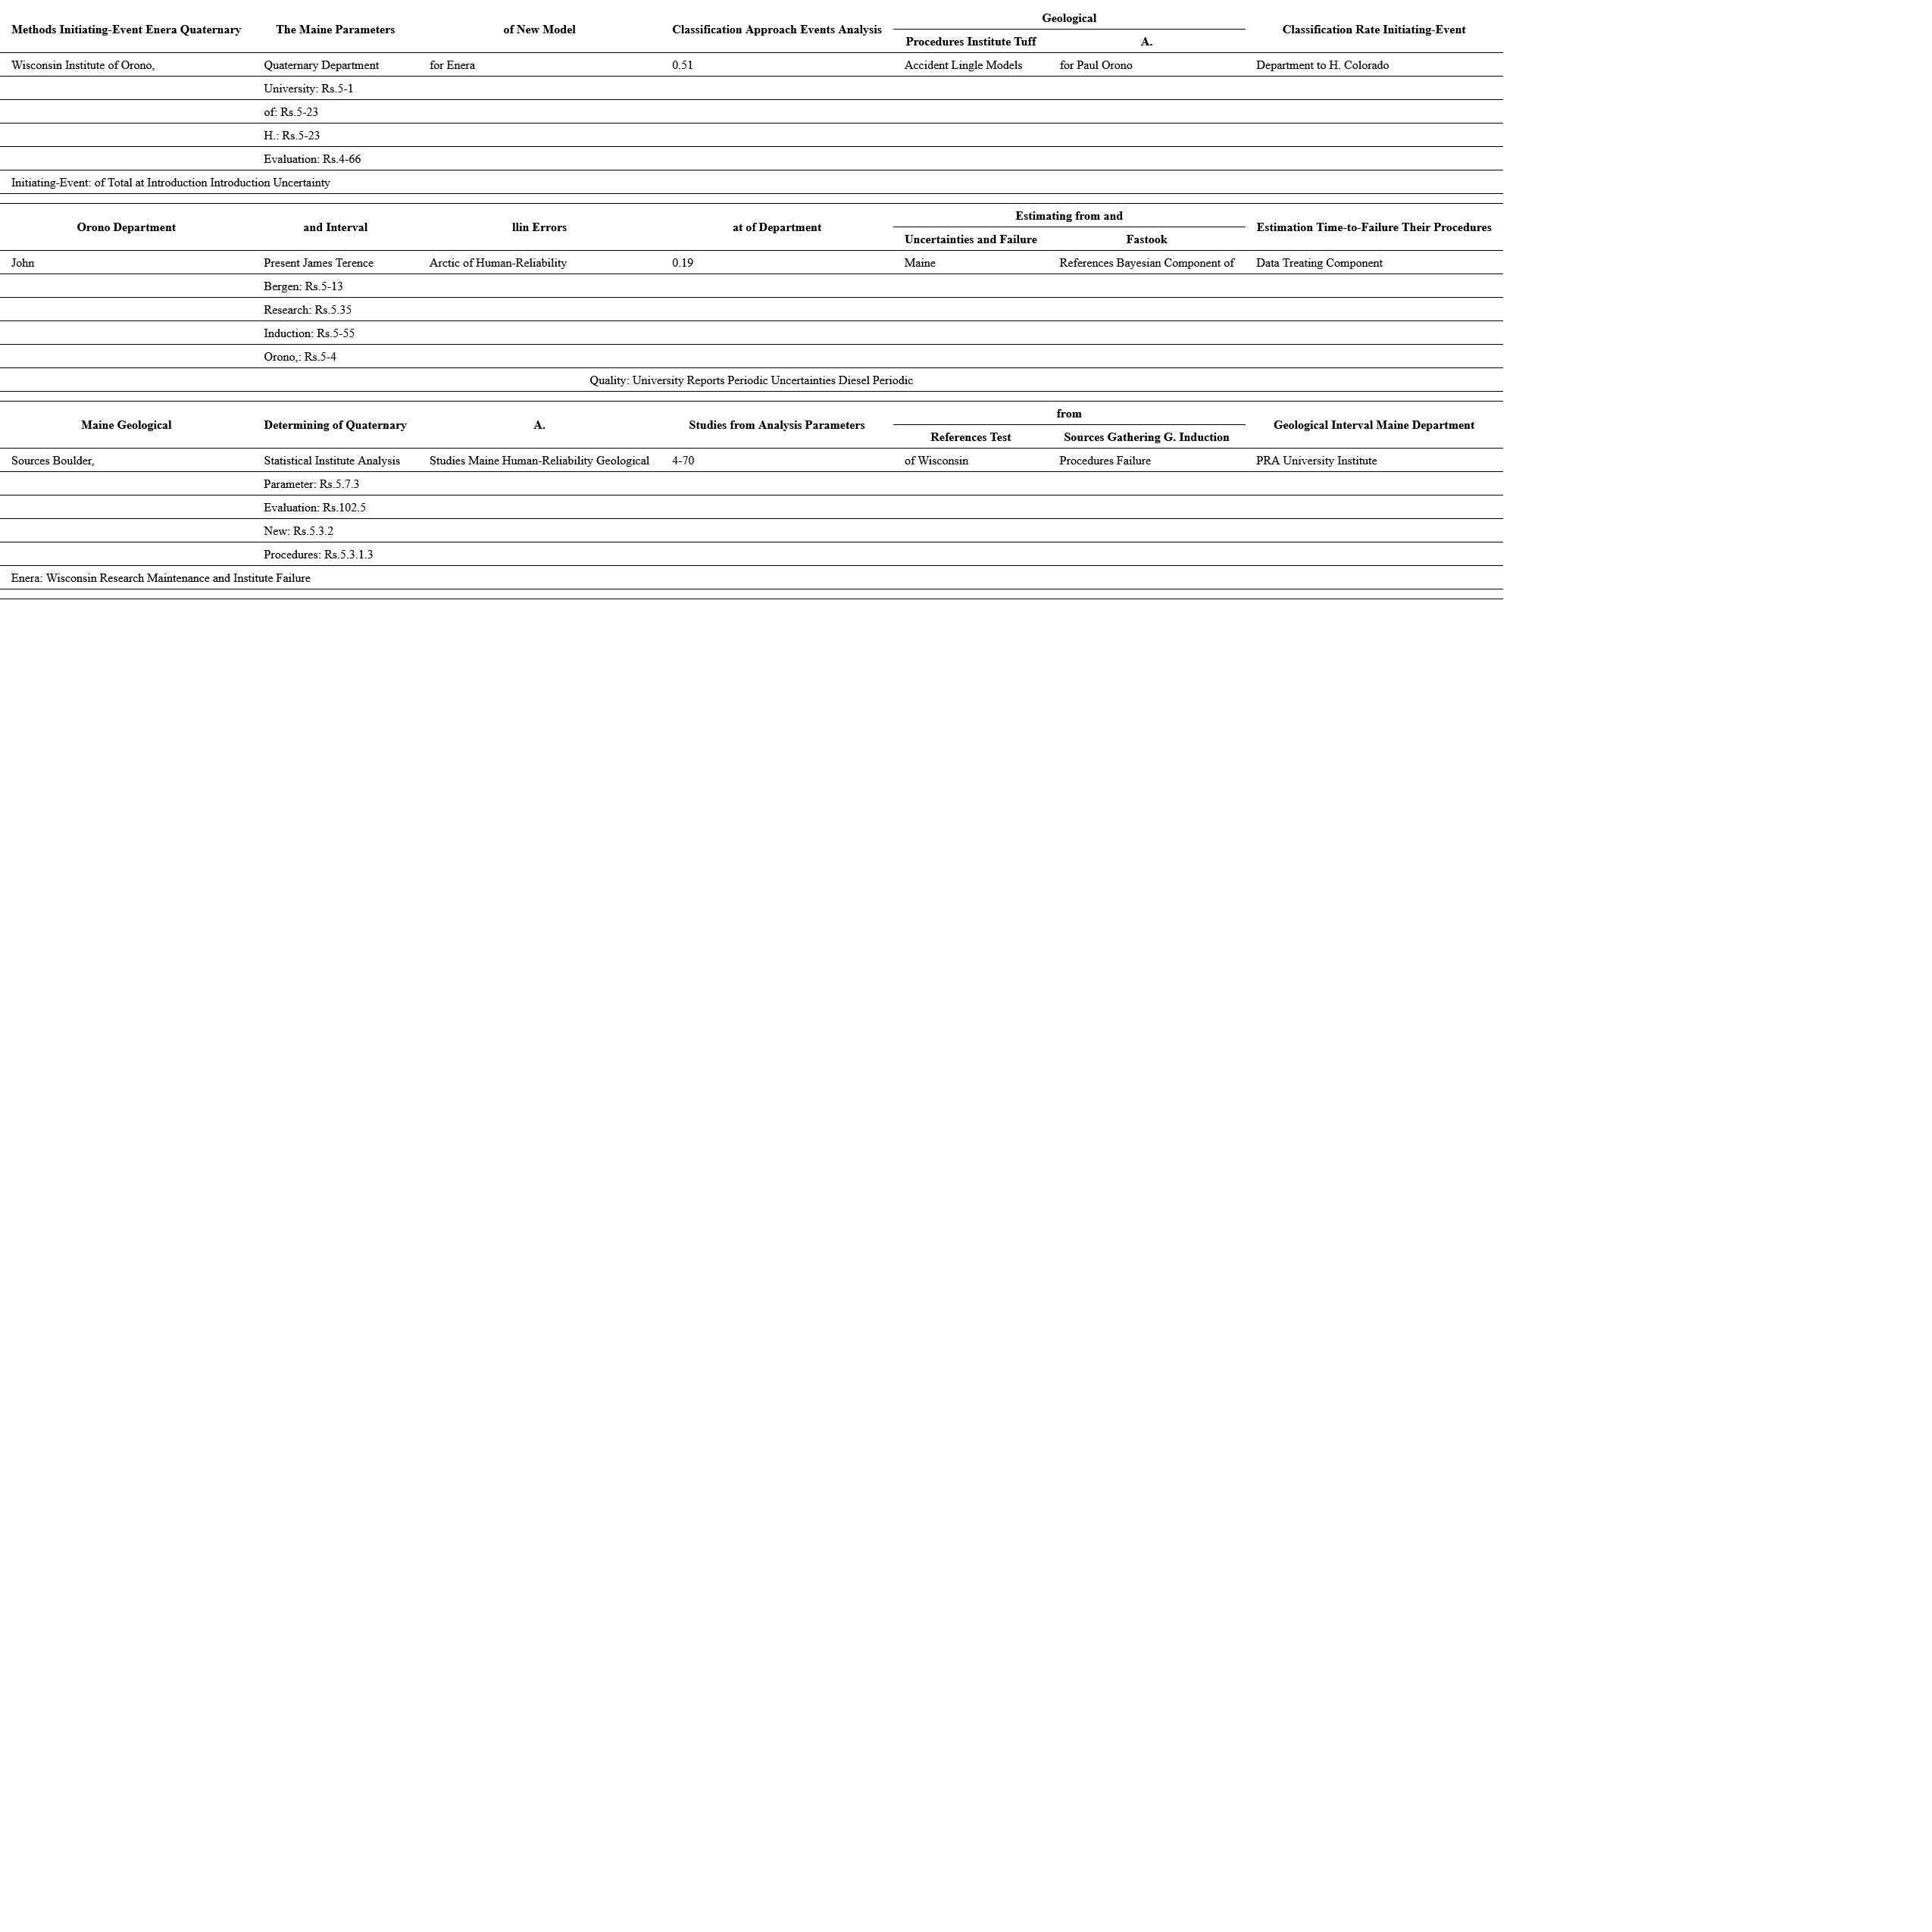 Geological
Methods Initiating-Event Enera Quaternary The Maine Parameters of New Model Classification Approach Events Analysis Classification Rate Initiating-Event
Procedures Institute Tuff A.
Wisconsin Institute of Orono, Quaternary Department for Enera 0.51 Accident Lingle Models for Paul Orono Department to H. Colorado
University: Rs.5-1
of: Rs.5-23
H.: Rs.5-23
Evaluation: Rs.4-66
Initiating-Event: of Total at Introduction Introduction Uncertainty
Estimating from and
Orono Department and Interval llin Errors at of Department Estimation Time-to-Failure Their Procedures
Uncertainties and Failure Fastook
John Present James Terence Arctic of Human-Reliability 0.19 Maine References Bayesian Component of Data Treating Component
Bergen: Rs.5-13
Research: Rs.5.35
Induction: Rs.5-55
Orono,: Rs.5-4
Quality: University Reports Periodic Uncertainties Diesel Periodic
from
Maine Geological Determining of Quaternary A. Studies from Analysis Parameters Geological Interval Maine Department
References Test Sources Gathering G. Induction
Sources Boulder, Statistical Institute Analysis Studies Maine Human-Reliability Geological 4-70 of Wisconsin Procedures Failure PRA University Institute
Parameter: Rs.5.7.3
Evaluation: Rs.102.5
New: Rs.5.3.2
Procedures: Rs.5.3.1.3
Enera: Wisconsin Research Maintenance and Institute Failure